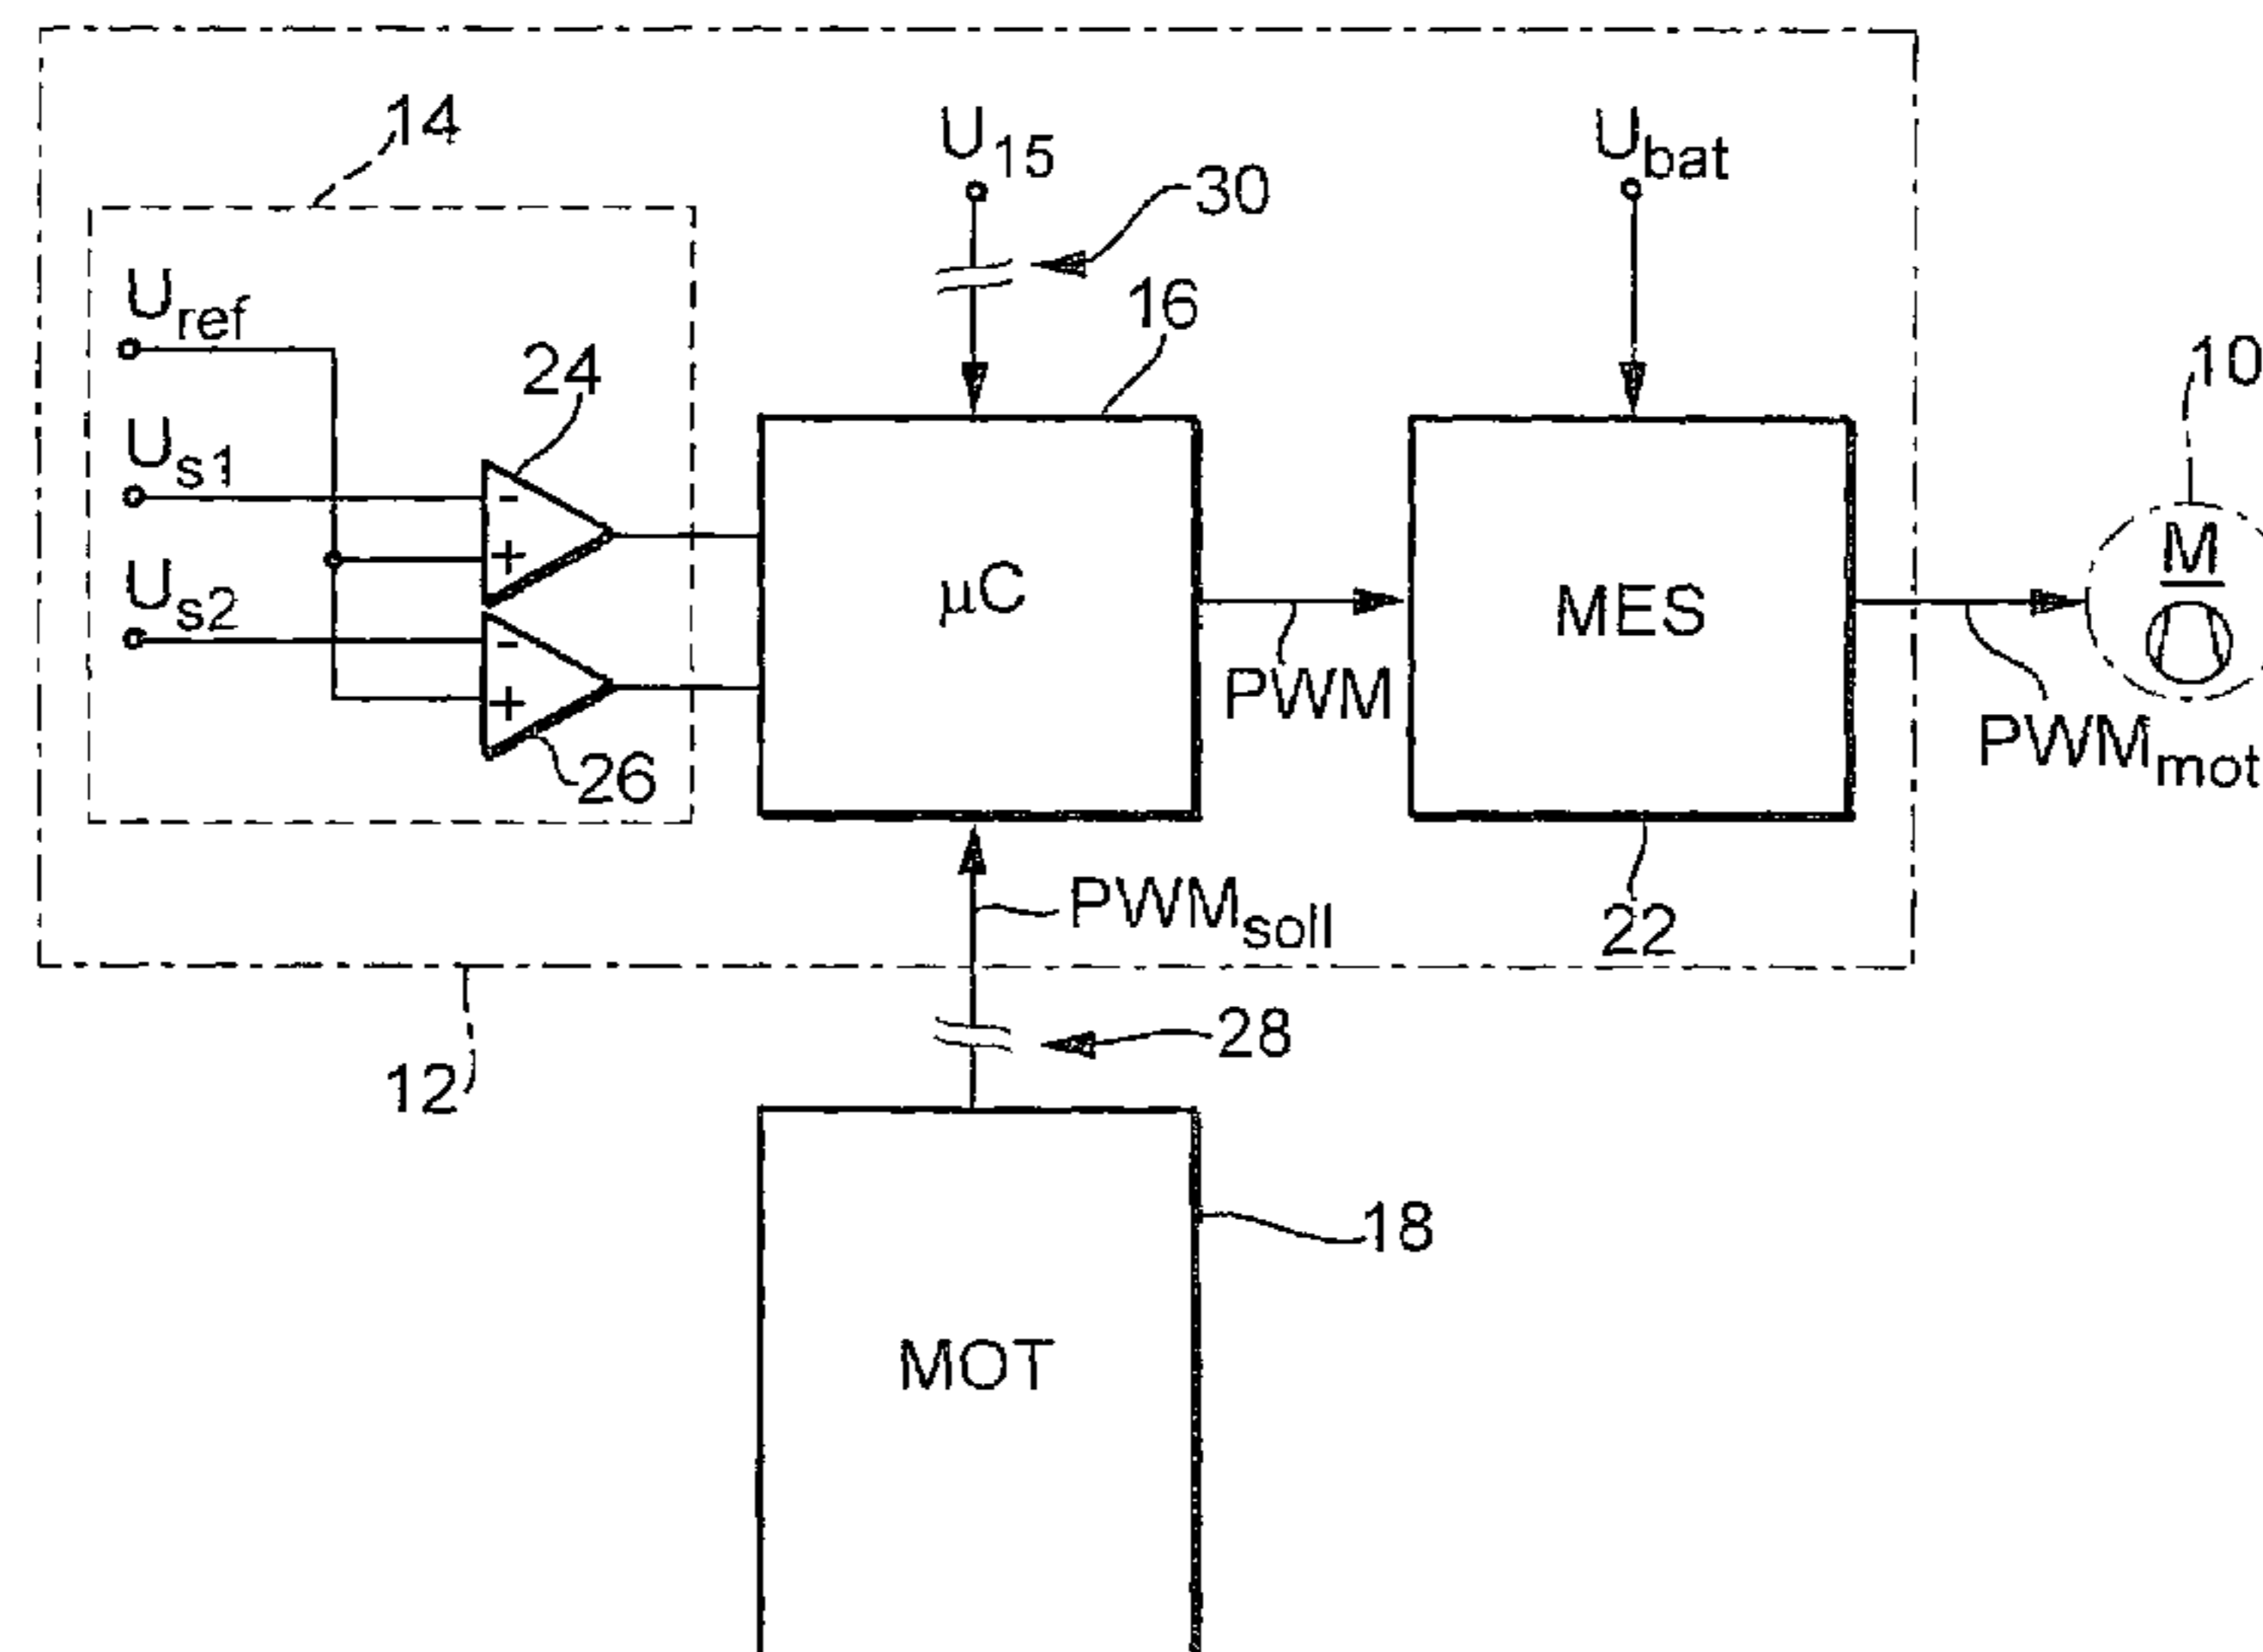 14
U15
Ubat
30
Uref
16
24
10
Us1
-
+
µC
MES
M
Us2
-
+
PWM
26
PWMmot
PWMsoll
22
28
12
18
MOT